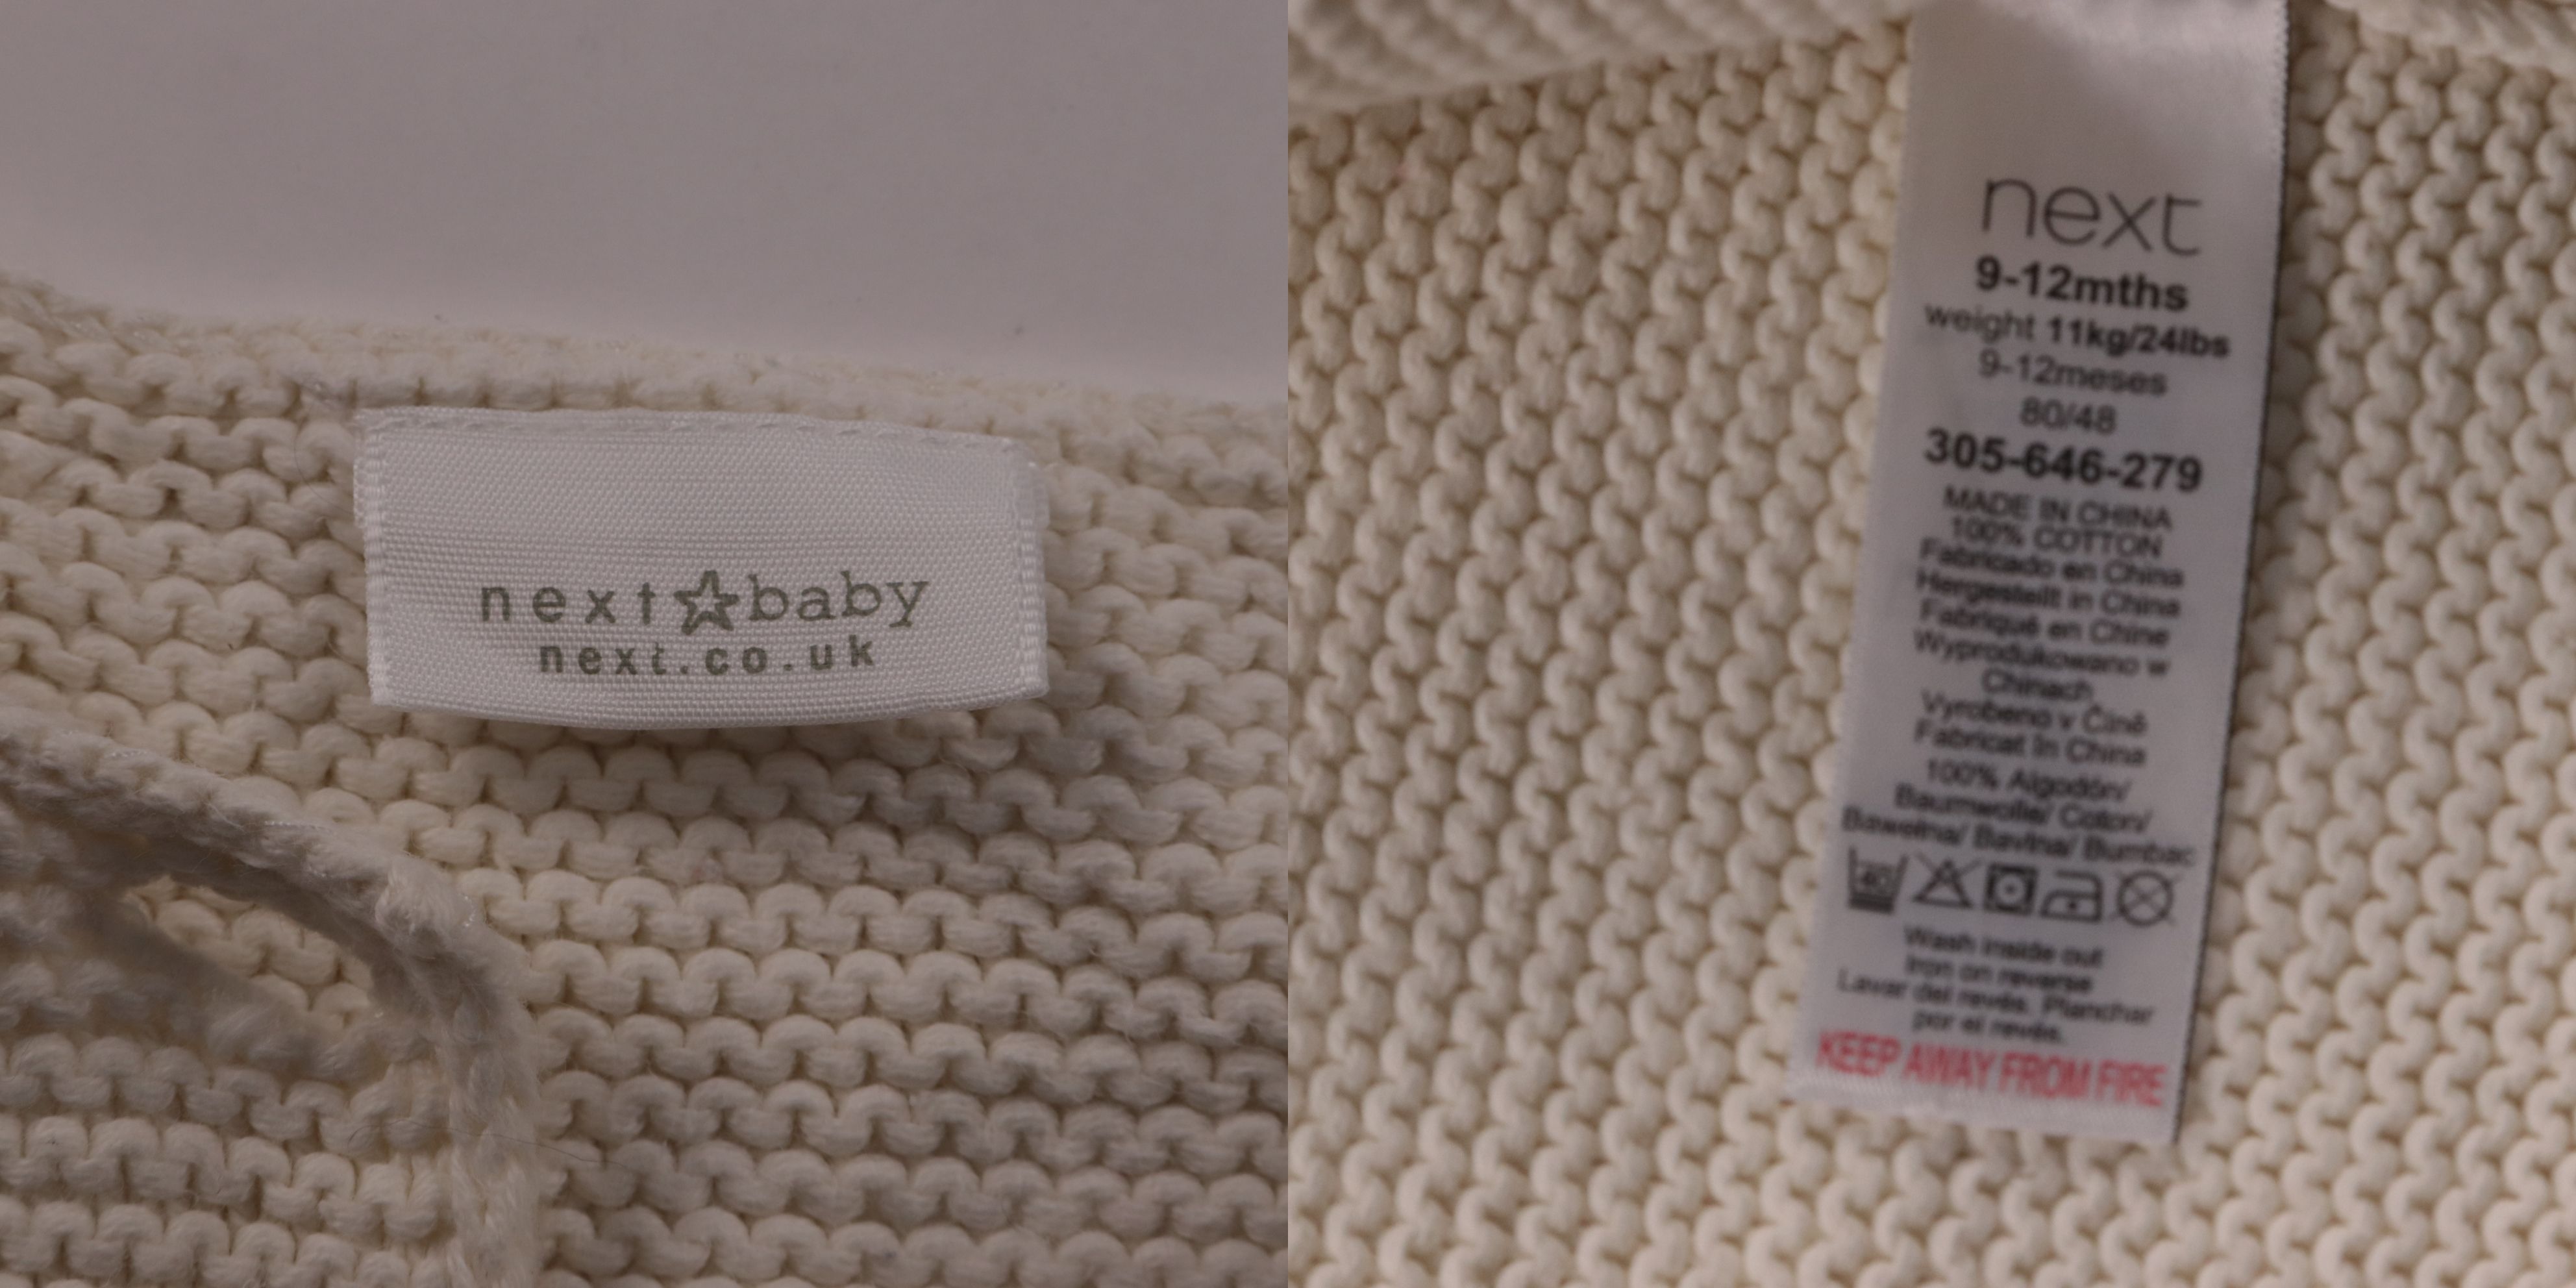 next baby
next.co.uk
next
9-12mths
weight 11kg/24lbs
9-12meses
80/48
305-646-279
MADE IN CHINA
100% COTTON
Fabricado en China
Hergestellt in China
Fabriqué en Chine
Wyprodukowano w
Chinach
Vyrobeno v Číně
Fabricat în China
100% Algodón/
Baumwolle/ Coton/
Bawełna/ Bavlna/ Bumbac
40
Wash inside out
Iron on reverse
Lavar del revés. Planchar
por el revés.
KEEP AWAY FROM FIRE